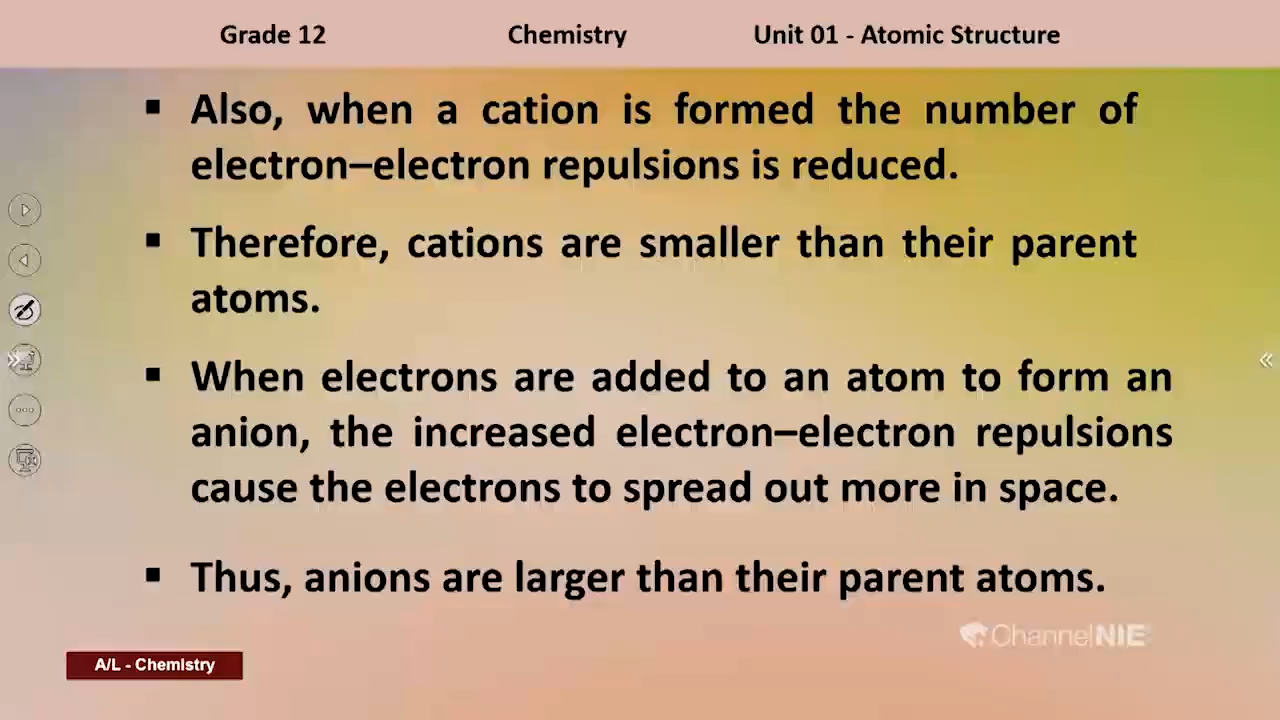 Grade 12 Chemistry Unit 01 - Atomic Structure
▪ Also, when a cation is formed the number of
electron–electron repulsions is reduced.
▪ Therefore, cations are smaller than their parent
atoms.
▪ When electrons are added to an atom to form an
anion, the increased electron–electron repulsions
cause the electrons to spread out more in space.
▪ Thus, anions are larger than their parent atoms.
ChannelNIE
A/L - Chemistry